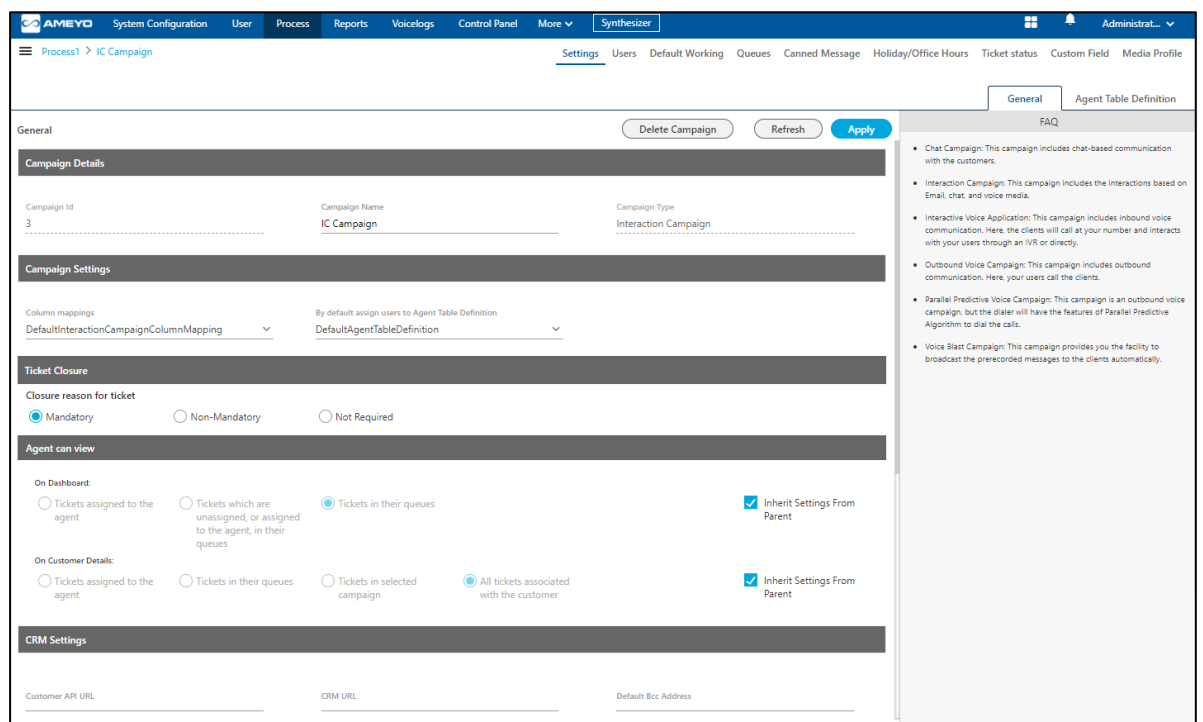 AMEYO System Configuration User Process Reports Voicelogs Control Panel More Synthesizer Administrat...
Process1 > IC Campaign Settings Users Default Working Queues Canned Message Holiday/Office Hours Ticket status Custom Field Media Profile
General Agent Table Definition
General Delete Campaign Refresh Apply
Campaign Details
Campaign Id Campaign Name Campaign Type
3 IC Campaign Interaction Campaign
Campaign Settings
Column mappings By default assign users to Agent Table Definition
DefaultInteractionCampaignColumnMapping DefaultAgentTableDefinition
Ticket Closure
Closure reason for ticket
Mandatory Non-Mandatory Not Required
Agent can view
On Dashboard:
Tickets assigned to the Tickets which are Tickets in their queues Inherit Settings From
agent unassigned, or assigned Parent
to the agent, in their
queues
On Customer Details:
Tickets assigned to the Tickets in their queues Tickets in selected All tickets associated Inherit Settings From
agent campaign with the customer Parent
CRM Settings
Customer API URL CRM URL Default Bcc Address
FAQ
• Chat Campaign: This campaign includes chat-based communication
with the customers.
• Interaction Campaign: This campaign includes the interactions based on
Email, chat, and voice media.
• Interactive Voice Application: This campaign includes inbound voice
communication. Here, the clients will call at your number and interacts
with your users through an IVR or directly.
• Outbound Voice Campaign: This campaign includes outbound
communication. Here, your users call the clients.
• Parallel Predictive Voice Campaign: This campaign is an outbound voice
campaign, but the dialer will have the features of Parallel Predictive
Algorithm to dial the calls.
• Voice Blast Campaign: This campaign provides you the facility to
broadcast the prerecorded messages to the clients automatically.